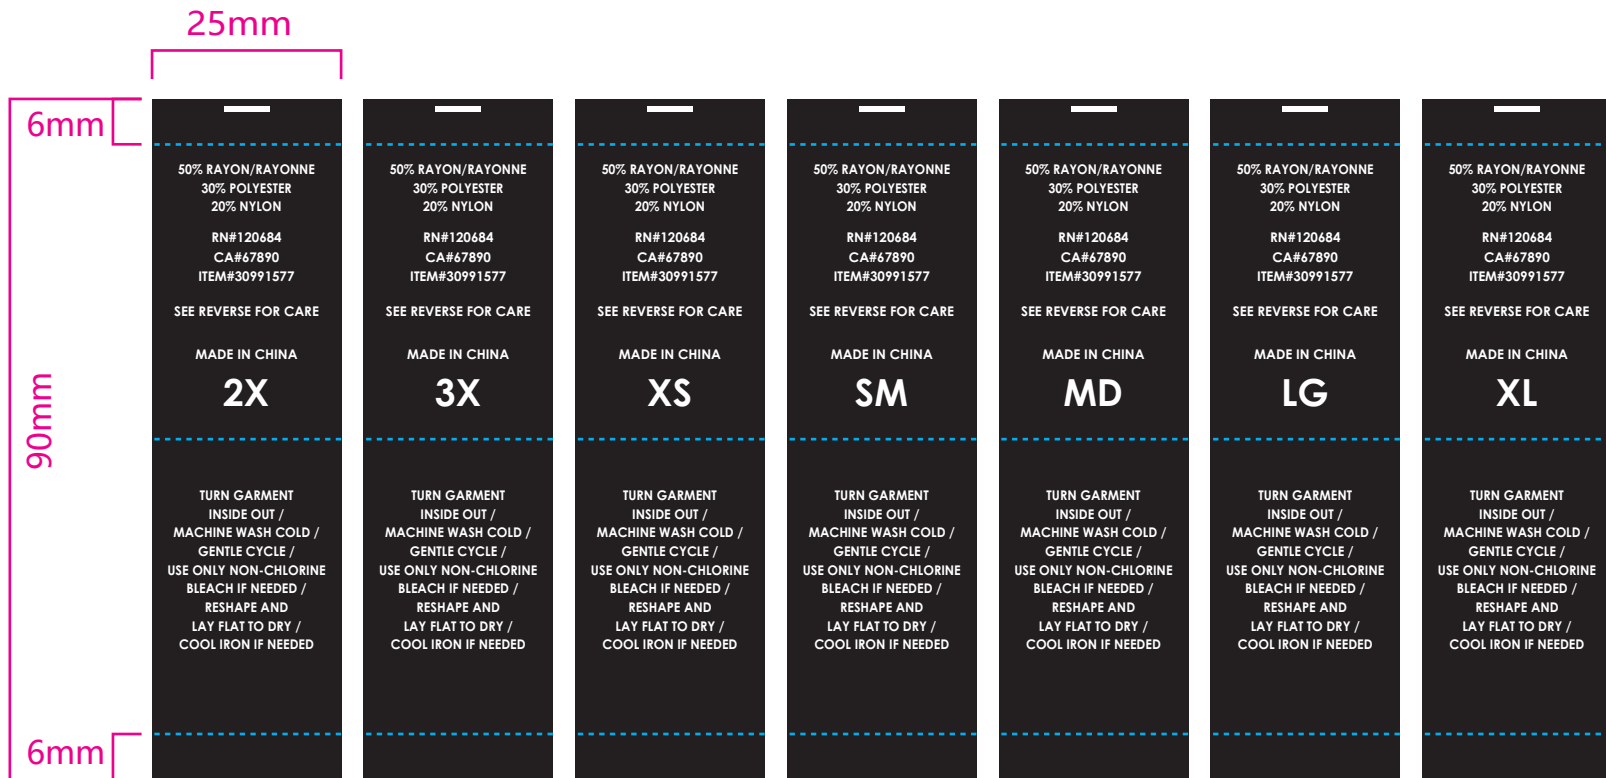 25mm
6mm
90mm
6mm
50% RAYON/RAYONNE
30% POLYESTER
20% NYLON
RN#120684
CA#67890
ITEM#30991577
SEE REVERSE FOR CARE
MADE IN CHINA
2X
TURN GARMENT
INSIDE OUT /
MACHINE WASH COLD /
GENTLE CYCLE /
USE ONLY NON-CHLORINE
BLEACH IF NEEDED /
RESHAPE AND
LAY FLAT TO DRY /
COOL IRON IF NEEDED
50% RAYON/RAYONNE
30% POLYESTER
20% NYLON
RN#120684
CA#67890
ITEM#30991577
SEE REVERSE FOR CARE
MADE IN CHINA
3X
TURN GARMENT
INSIDE OUT /
MACHINE WASH COLD /
GENTLE CYCLE /
USE ONLY NON-CHLORINE
BLEACH IF NEEDED /
RESHAPE AND
LAY FLAT TO DRY /
COOL IRON IF NEEDED
50% RAYON/RAYONNE
30% POLYESTER
20% NYLON
RN#120684
CA#67890
ITEM#30991577
SEE REVERSE FOR CARE
MADE IN CHINA
XS
TURN GARMENT
INSIDE OUT /
MACHINE WASH COLD /
GENTLE CYCLE /
USE ONLY NON-CHLORINE
BLEACH IF NEEDED /
RESHAPE AND
LAY FLAT TO DRY /
COOL IRON IF NEEDED
50% RAYON/RAYONNE
30% POLYESTER
20% NYLON
RN#120684
CA#67890
ITEM#30991577
SEE REVERSE FOR CARE
MADE IN CHINA
SM
TURN GARMENT
INSIDE OUT /
MACHINE WASH COLD /
GENTLE CYCLE /
USE ONLY NON-CHLORINE
BLEACH IF NEEDED /
RESHAPE AND
LAY FLAT TO DRY /
COOL IRON IF NEEDED
50% RAYON/RAYONNE
30% POLYESTER
20% NYLON
RN#120684
CA#67890
ITEM#30991577
SEE REVERSE FOR CARE
MADE IN CHINA
MD
TURN GARMENT
INSIDE OUT /
MACHINE WASH COLD /
GENTLE CYCLE /
USE ONLY NON-CHLORINE
BLEACH IF NEEDED /
RESHAPE AND
LAY FLAT TO DRY /
COOL IRON IF NEEDED
50% RAYON/RAYONNE
30% POLYESTER
20% NYLON
RN#120684
CA#67890
ITEM#30991577
SEE REVERSE FOR CARE
MADE IN CHINA
LG
TURN GARMENT
INSIDE OUT /
MACHINE WASH COLD /
GENTLE CYCLE /
USE ONLY NON-CHLORINE
BLEACH IF NEEDED /
RESHAPE AND
LAY FLAT TO DRY /
COOL IRON IF NEEDED
50% RAYON/RAYONNE
30% POLYESTER
20% NYLON
RN#120684
CA#67890
ITEM#30991577
SEE REVERSE FOR CARE
MADE IN CHINA
XL
TURN GARMENT
INSIDE OUT /
MACHINE WASH COLD /
GENTLE CYCLE /
USE ONLY NON-CHLORINE
BLEACH IF NEEDED /
RESHAPE AND
LAY FLAT TO DRY /
COOL IRON IF NEEDED